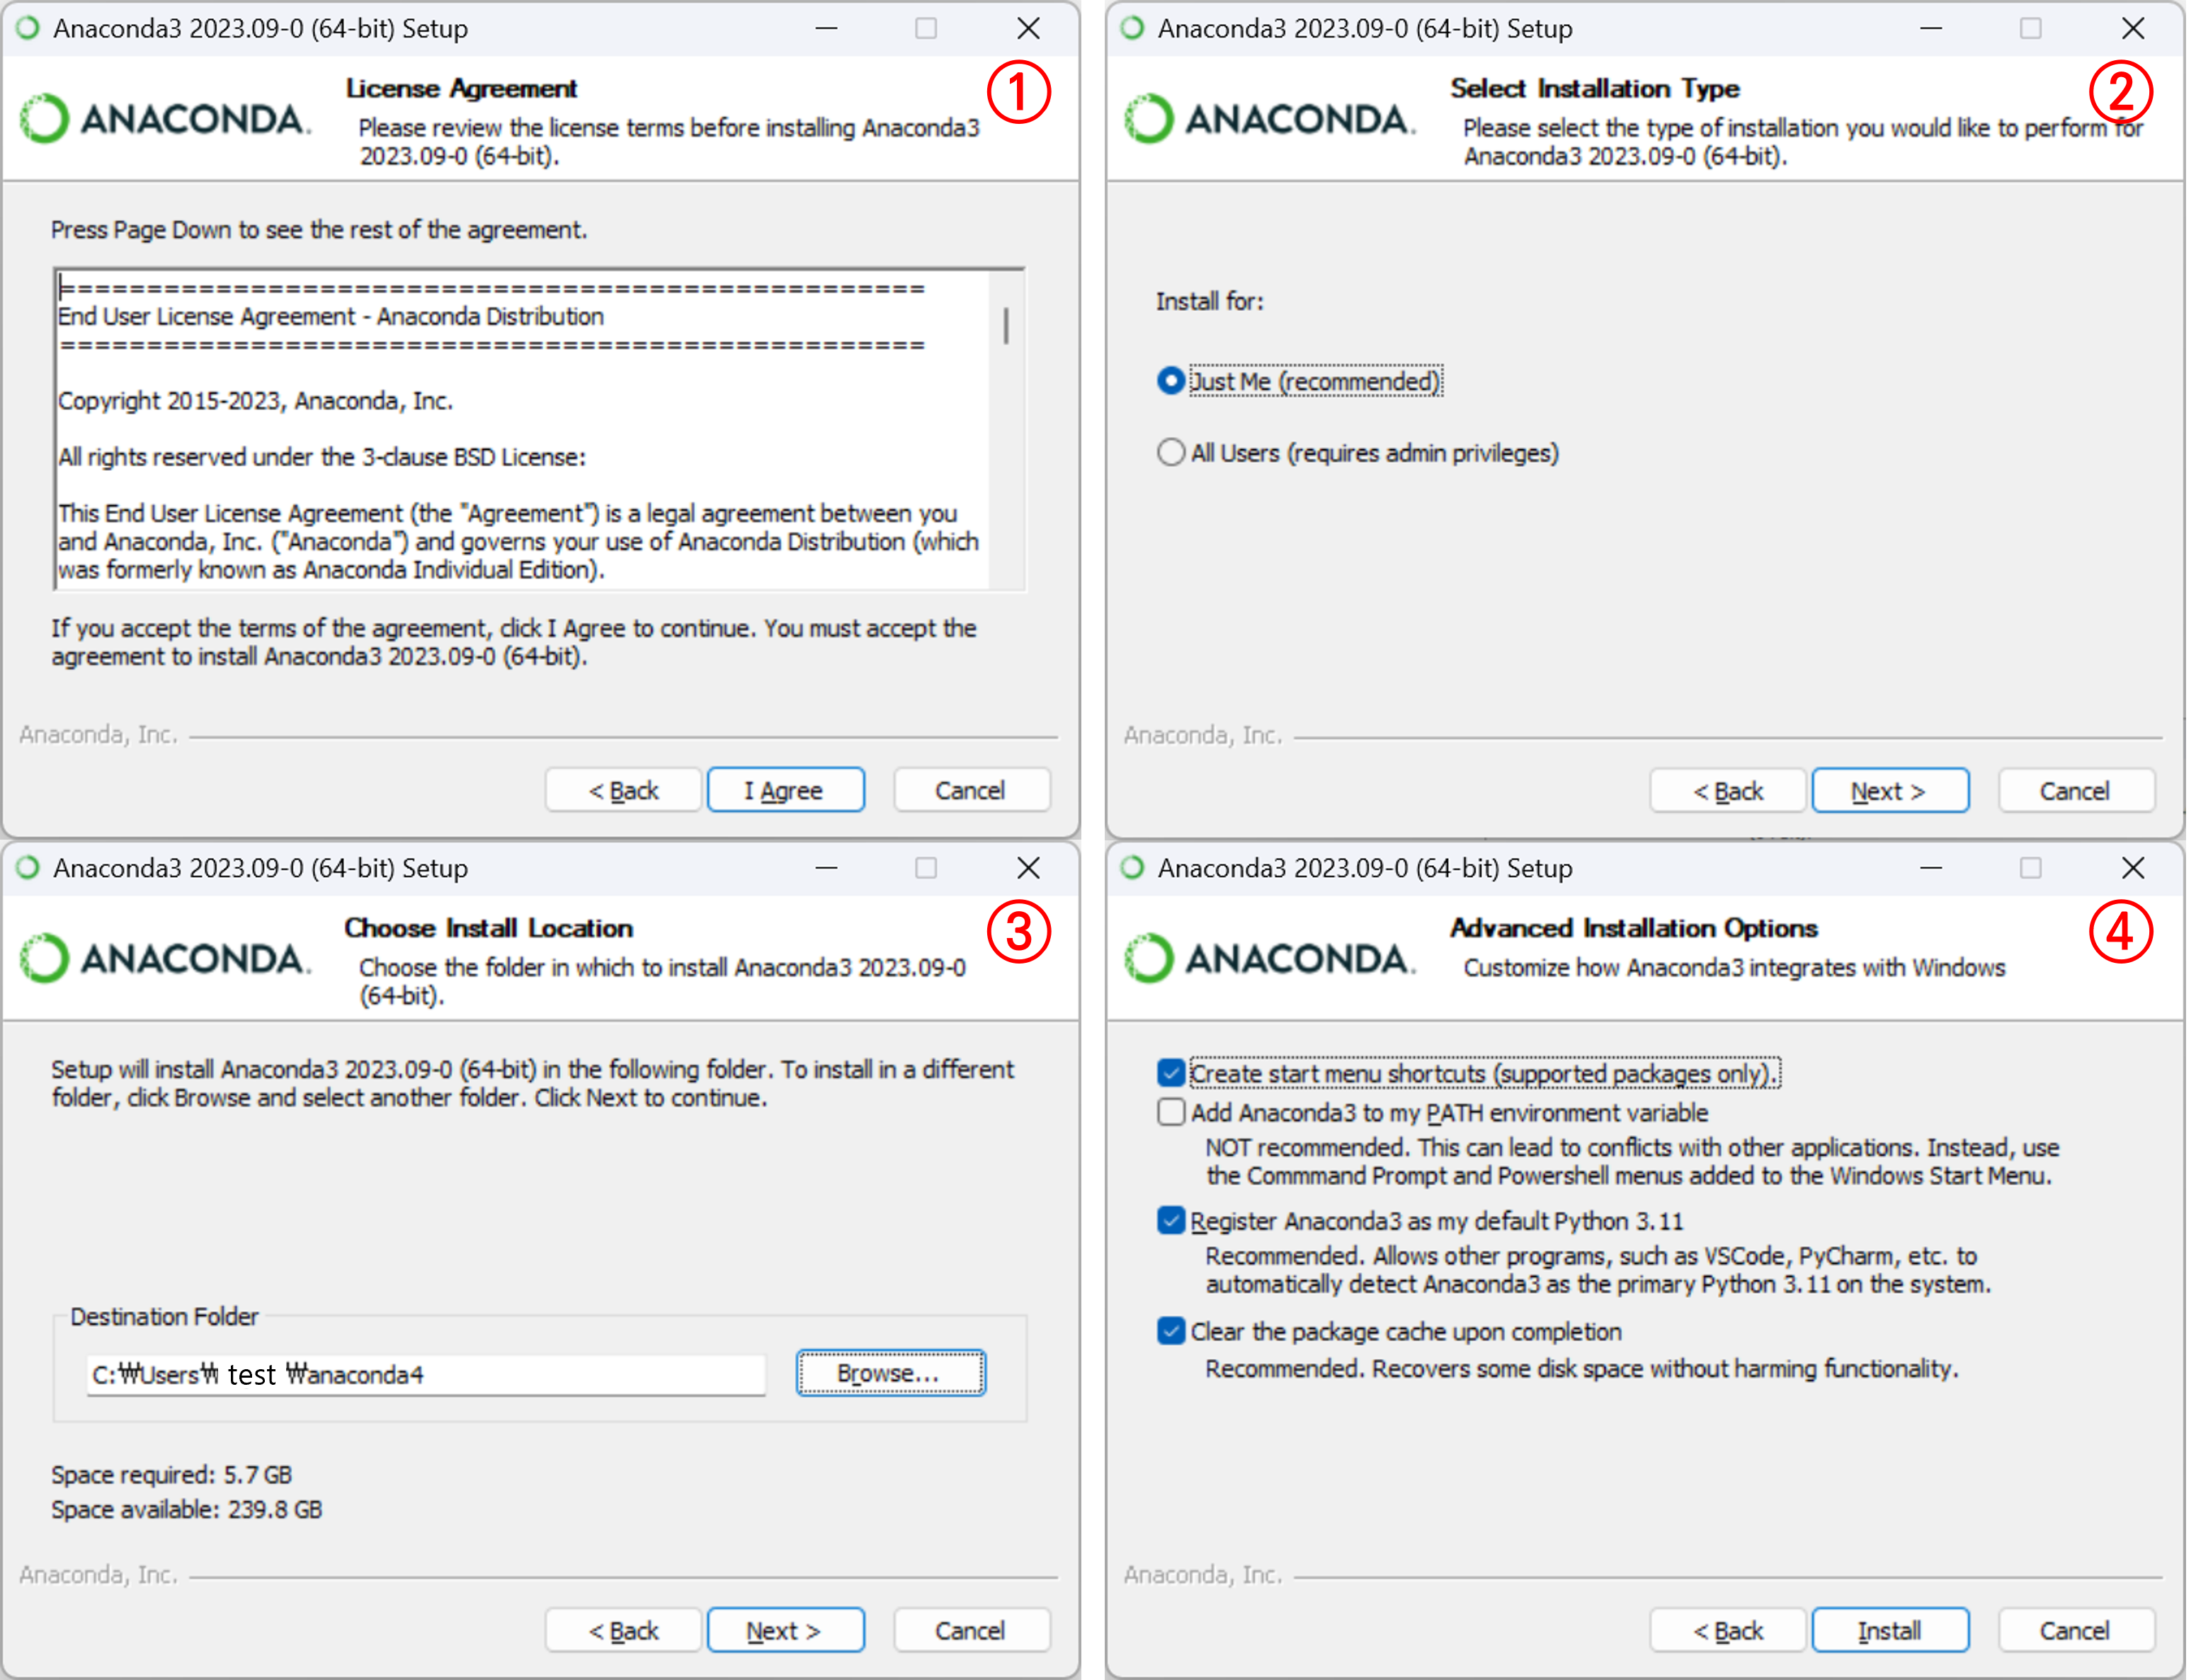 Anaconda3 2023.09-0 (64-bit) Setup
①
ANACONDA.
License Agreement
Please review the license terms before installing Anaconda3
2023.09-0 (64-bit).
Press Page Down to see the rest of the agreement.
==================================================
End User License Agreement - Anaconda Distribution
==================================================
Copyright 2015-2023, Anaconda, Inc.
All rights reserved under the 3-clause BSD License:
This End User License Agreement (the "Agreement") is a legal agreement between you
and Anaconda, Inc. ("Anaconda") and governs your use of Anaconda Distribution (which
was formerly known as Anaconda Individual Edition).
If you accept the terms of the agreement, click I Agree to continue. You must accept the
agreement to install Anaconda3 2023.09-0 (64-bit).
Anaconda, Inc.
< Back
I Agree
Cancel
Anaconda3 2023.09-0 (64-bit) Setup
②
ANACONDA.
Select Installation Type
Please select the type of installation you would like to perform for
Anaconda3 2023.09-0 (64-bit).
Install for:
Just Me (recommended)
All Users (requires admin privileges)
Anaconda, Inc.
< Back
Next >
Cancel
Anaconda3 2023.09-0 (64-bit) Setup
③
ANACONDA.
Choose Install Location
Choose the folder in which to install Anaconda3 2023.09-0
(64-bit).
Setup will install Anaconda3 2023.09-0 (64-bit) in the following folder. To install in a different
folder, click Browse and select another folder. Click Next to continue.
Destination Folder
C:₩Users₩ test ₩anaconda4
Browse...
Space required: 5.7 GB
Space available: 239.8 GB
Anaconda, Inc.
< Back
Next >
Cancel
Anaconda3 2023.09-0 (64-bit) Setup
④
ANACONDA.
Advanced Installation Options
Customize how Anaconda3 integrates with Windows
Create start menu shortcuts (supported packages only).
Add Anaconda3 to my PATH environment variable
NOT recommended. This can lead to conflicts with other applications. Instead, use
the Commmand Prompt and Powershell menus added to the Windows Start Menu.
Register Anaconda3 as my default Python 3.11
Recommended. Allows other programs, such as VSCode, PyCharm, etc. to
automatically detect Anaconda3 as the primary Python 3.11 on the system.
Clear the package cache upon completion
Recommended. Recovers some disk space without harming functionality.
Anaconda, Inc.
< Back
Install
Cancel